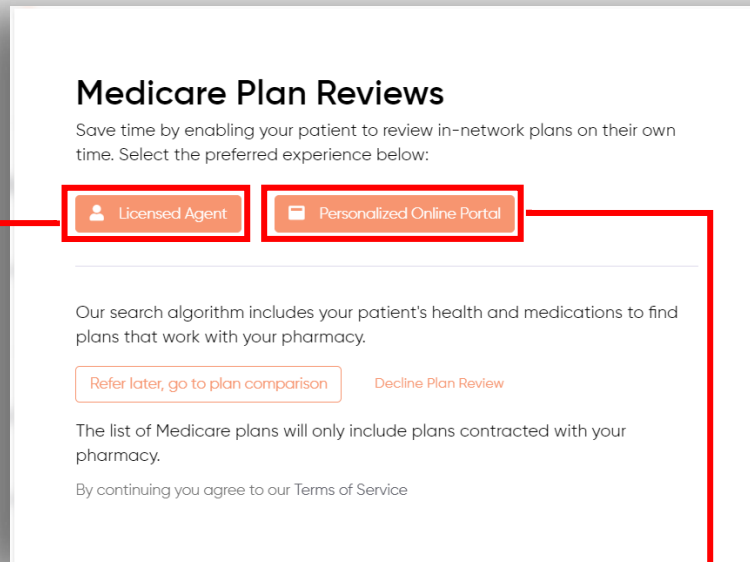 Medicare Plan Reviews
Save time by enabling your patient to review in-network plans on their own
time. Select the preferred experience below:
Licensed Agent
Personalized Online Portal
Our search algorithm includes your patient's health and medications to find
plans that work with your pharmacy.
Refer later, go to plan comparison
Decline Plan Review
The list of Medicare plans will only include plans contracted with your
pharmacy.
By continuing you agree to our Terms of Service